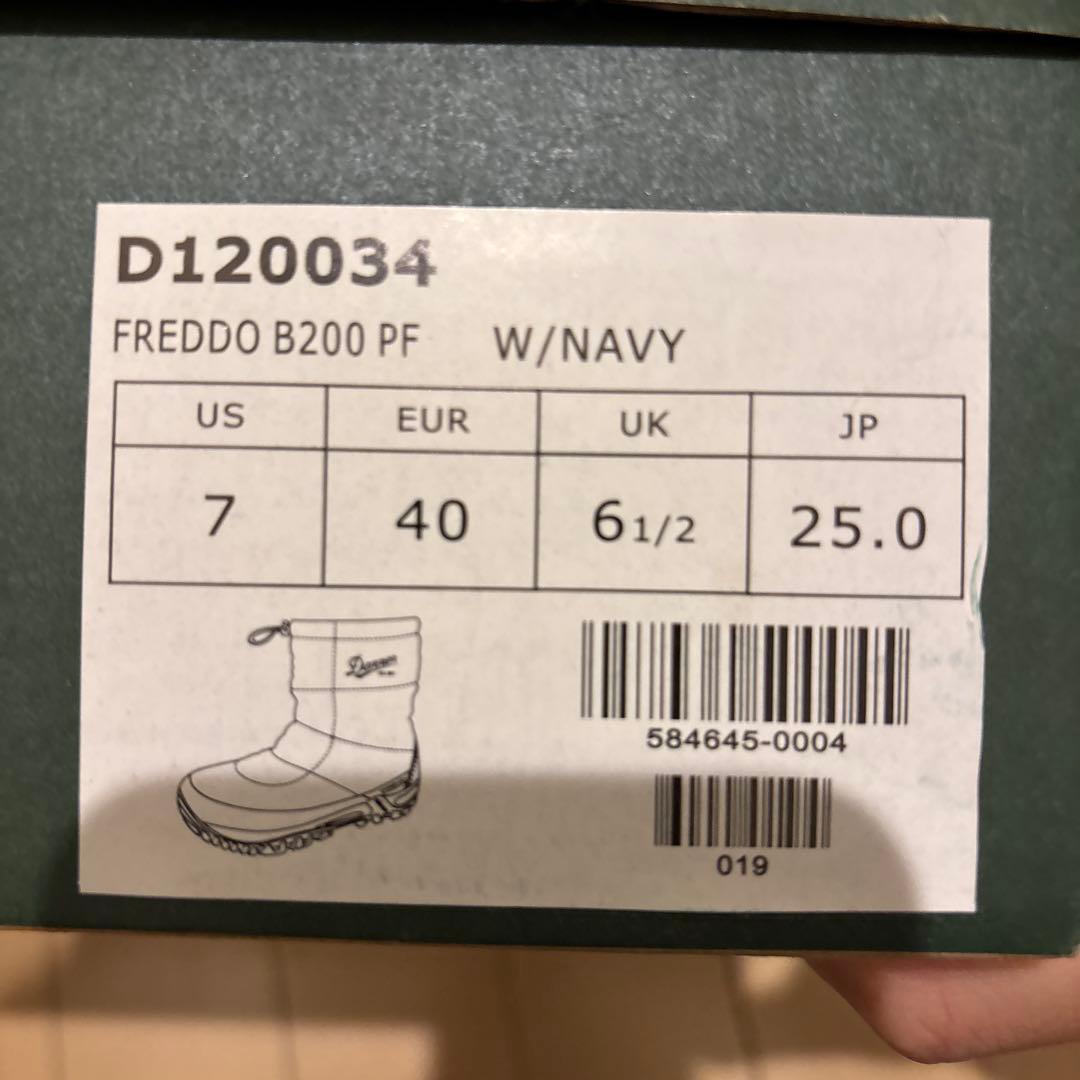 D120034
FREDDO B200 PF W/NAVY
US EUR UK JP
7 40 6 1/2 25.0
Danner
584645-0004
019